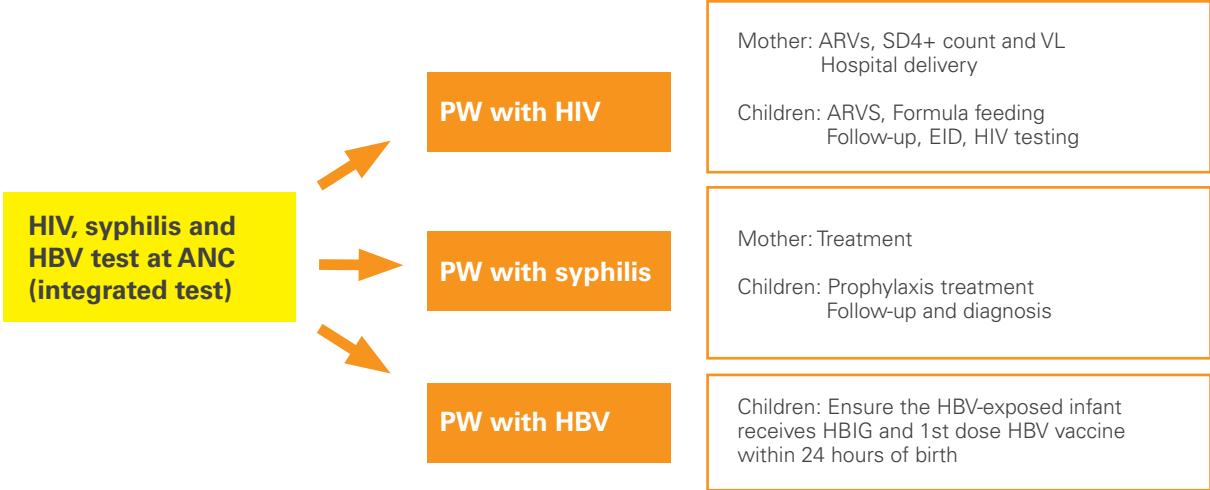 HIV, syphilis and
HBV test at ANC
(integrated test)
PW with HIV
Mother: ARVs, SD4+ count and VL
Hospital delivery
Children: ARVS, Formula feeding
Follow-up, EID, HIV testing
PW with syphilis
Mother: Treatment
Children: Prophylaxis treatment
Follow-up and diagnosis
PW with HBV
Children: Ensure the HBV-exposed infant
receives HBIG and 1st dose HBV vaccine
within 24 hours of birth